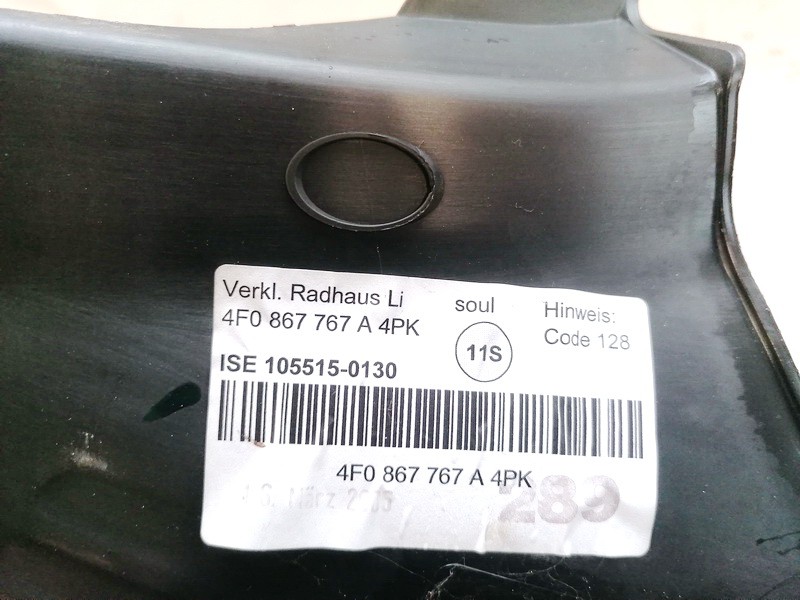 Verkl. Radhaus Li
4F0 867 767 A 4PK
soul
11S
Hinweis:
Code 128
ISE 105515-0130
4F0 867 767 A 4PK
März
289